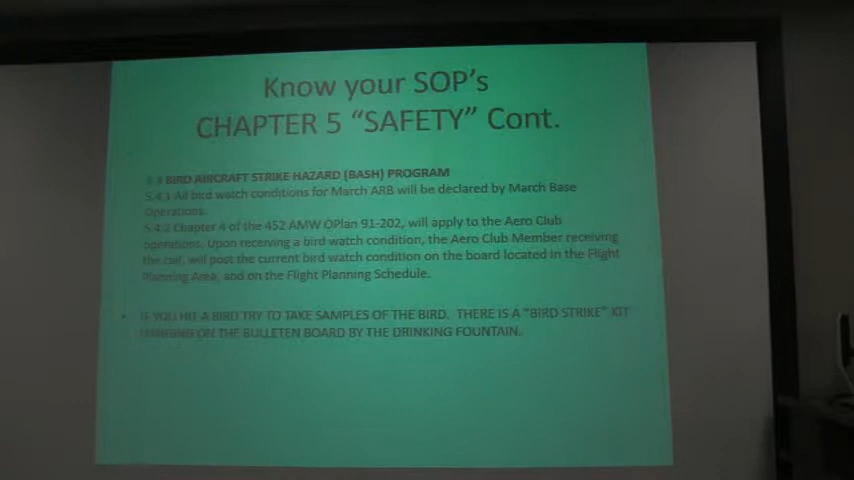 Know your SOP's
CHAPTER 5 "SAFETY" Cont.
5.4 BIRD AIRCRAFT STRIKE HAZARD (BASH) PROGRAM
5.4.1 All bird watch conditions for March ARB will be declared by March Base
Operations.
5.4.2 Chapter 4 of the 452 AMW OPlan 91-202, will apply to the Aero Club
operations. Upon receiving a bird watch condition, the Aero Club Member receiving
the call, will post the current bird watch condition on the board located in the Flight
Planning Area, and on the Flight Planning Schedule.
• IF YOU HIT A BIRD TRY TO TAKE SAMPLES OF THE BIRD. THERE IS A "BIRD STRIKE" KIT
HANGING ON THE BULLETEN BOARD BY THE DRINKING FOUNTAIN.